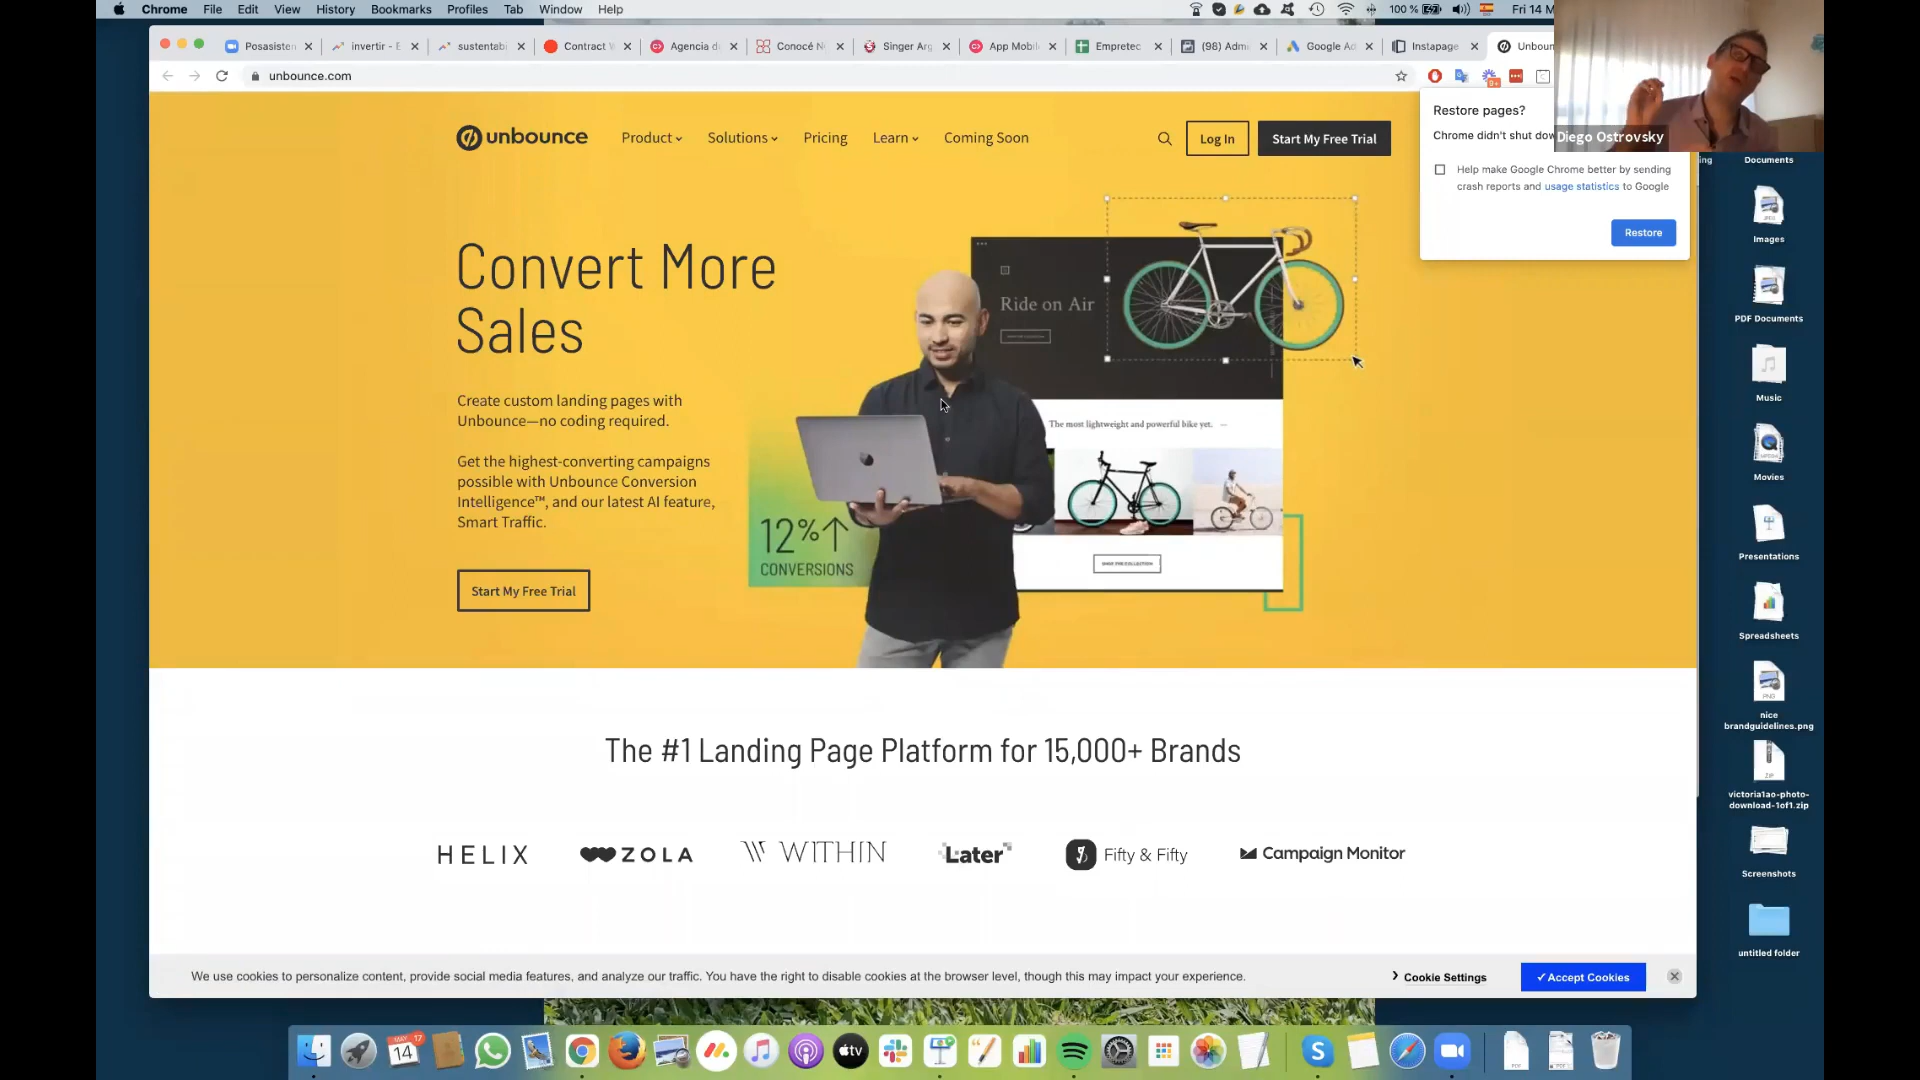 Chrome File Edit View History Bookmarks Profiles Tab Window Help
100 % Fri 14 M
Posasisten invertir - E sustentabi Contract Agencia d Conocé N Singer Arg App Mobil Empretec (98) Adm Google Ad Instapage Unboun
unbounce.com
Restore pages?
Chrome didn't shut dow
Help make Google Chrome better by sending
crash reports and usage statistics to Google
Restore
Diego Ostrovsky
unbounce Product Solutions Pricing Learn Coming Soon Log In Start My Free Trial
Convert More
Sales
Create custom landing pages with
Unbounce—no coding required.
Get the highest-converting campaigns
possible with Unbounce Conversion
Intelligence™, and our latest AI feature,
Smart Traffic.
Start My Free Trial
Ride on Air
The most lightweight and powerful bike yet.
12%↑
CONVERSIONS
The #1 Landing Page Platform for 15,000+ Brands
HELIX ZOLA WITHIN Later Fifty & Fifty Campaign Monitor
We use cookies to personalize content, provide social media features, and analyze our traffic. You have the right to disable cookies at the browser level, though this may impact your experience.
Cookie Settings ✓Accept Cookies
ing
Documents
JPEG
Images
PDF Documents
Music
Movies
Presentations
Spreadsheets
PNG
nice
brandguidelines.png
ZIP
victoria1ao-photo-
download-1of1.zip
Screenshots
untitled folder
MAY 17
14
tv